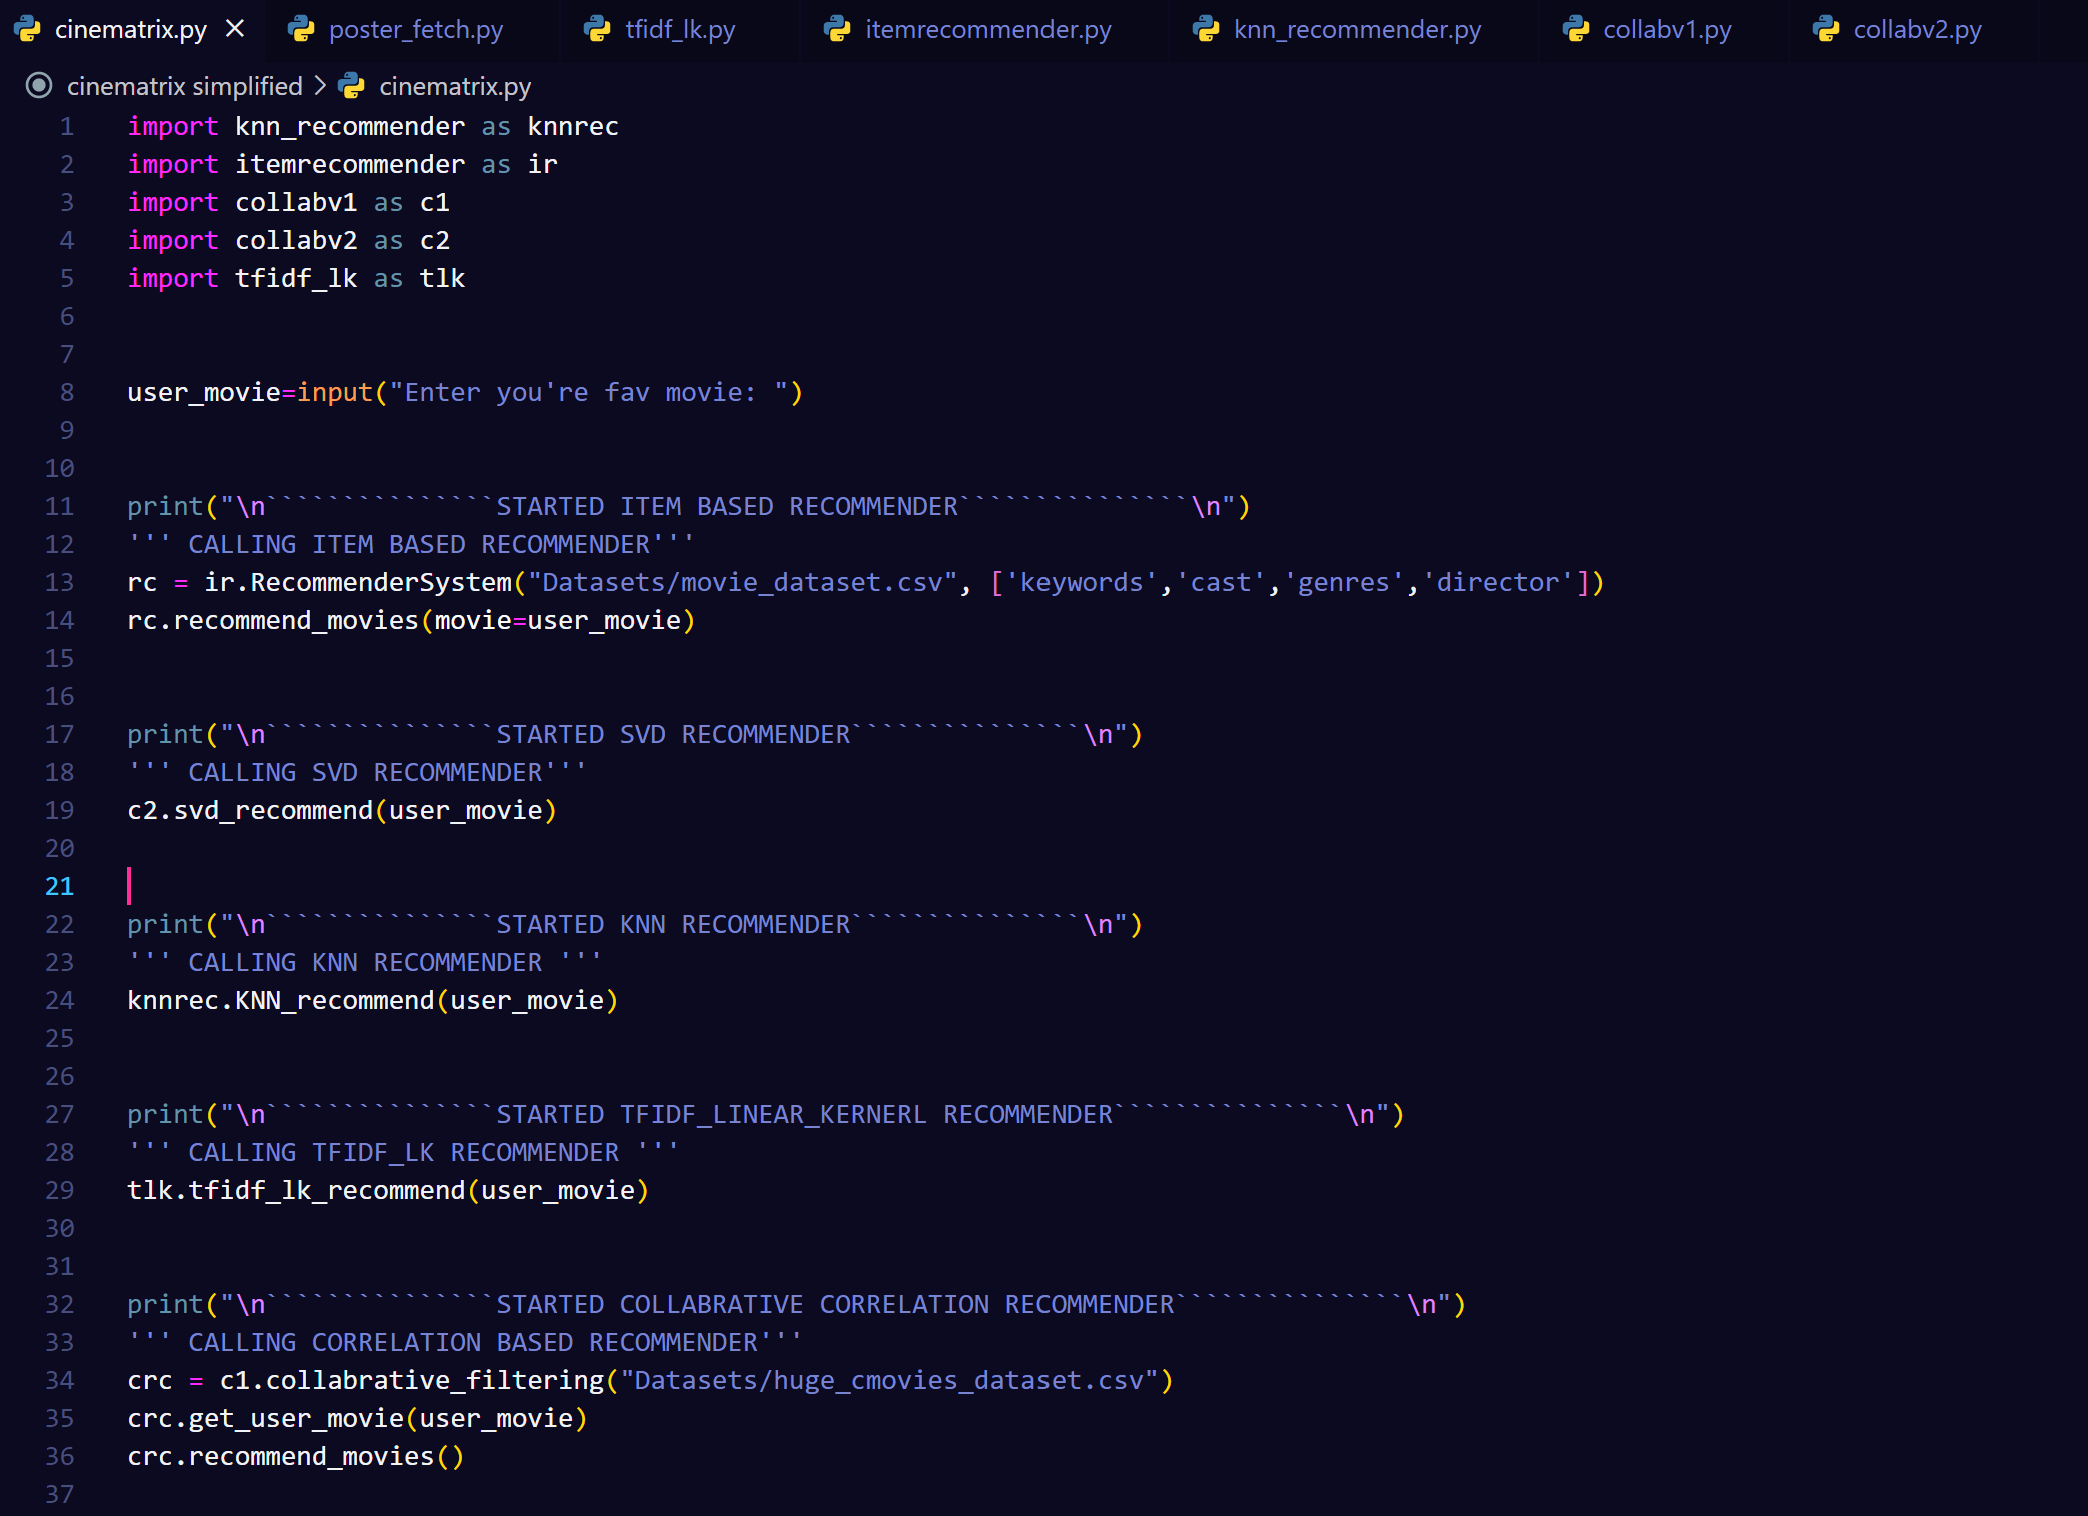 cinematrix.py poster_fetch.py tfidf_lk.py itemrecommender.py knn_recommender.py collabv1.py collabv2.py
cinematrix simplified > cinematrix.py
1 import knn_recommender as knnrec
2 import itemrecommender as ir
3 import collabv1 as c1
4 import collabv2 as c2
5 import tfidf_lk as tlk
6
7
8 user_movie=input("Enter you're fav movie: ")
9
10
11 print("\n```````````````STARTED ITEM BASED RECOMMENDER```````````````\n")
12 ''' CALLING ITEM BASED RECOMMENDER'''
13 rc = ir.RecommenderSystem("Datasets/movie_dataset.csv", ['keywords','cast','genres','director'])
14 rc.recommend_movies(movie=user_movie)
15
16
17 print("\n```````````````STARTED SVD RECOMMENDER```````````````\n")
18 ''' CALLING SVD RECOMMENDER'''
19 c2.svd_recommend(user_movie)
20
21
22 print("\n```````````````STARTED KNN RECOMMENDER```````````````\n")
23 ''' CALLING KNN RECOMMENDER '''
24 knnrec.KNN_recommend(user_movie)
25
26
27 print("\n```````````````STARTED TFIDF_LINEAR_KERNERL RECOMMENDER```````````````\n")
28 ''' CALLING TFIDF_LK RECOMMENDER '''
29 tlk.tfidf_lk_recommend(user_movie)
30
31
32 print("\n```````````````STARTED COLLABRATIVE CORRELATION RECOMMENDER```````````````\n")
33 ''' CALLING CORRELATION BASED RECOMMENDER'''
34 crc = c1.collabrative_filtering("Datasets/huge_cmovies_dataset.csv")
35 crc.get_user_movie(user_movie)
36 crc.recommend_movies()
37